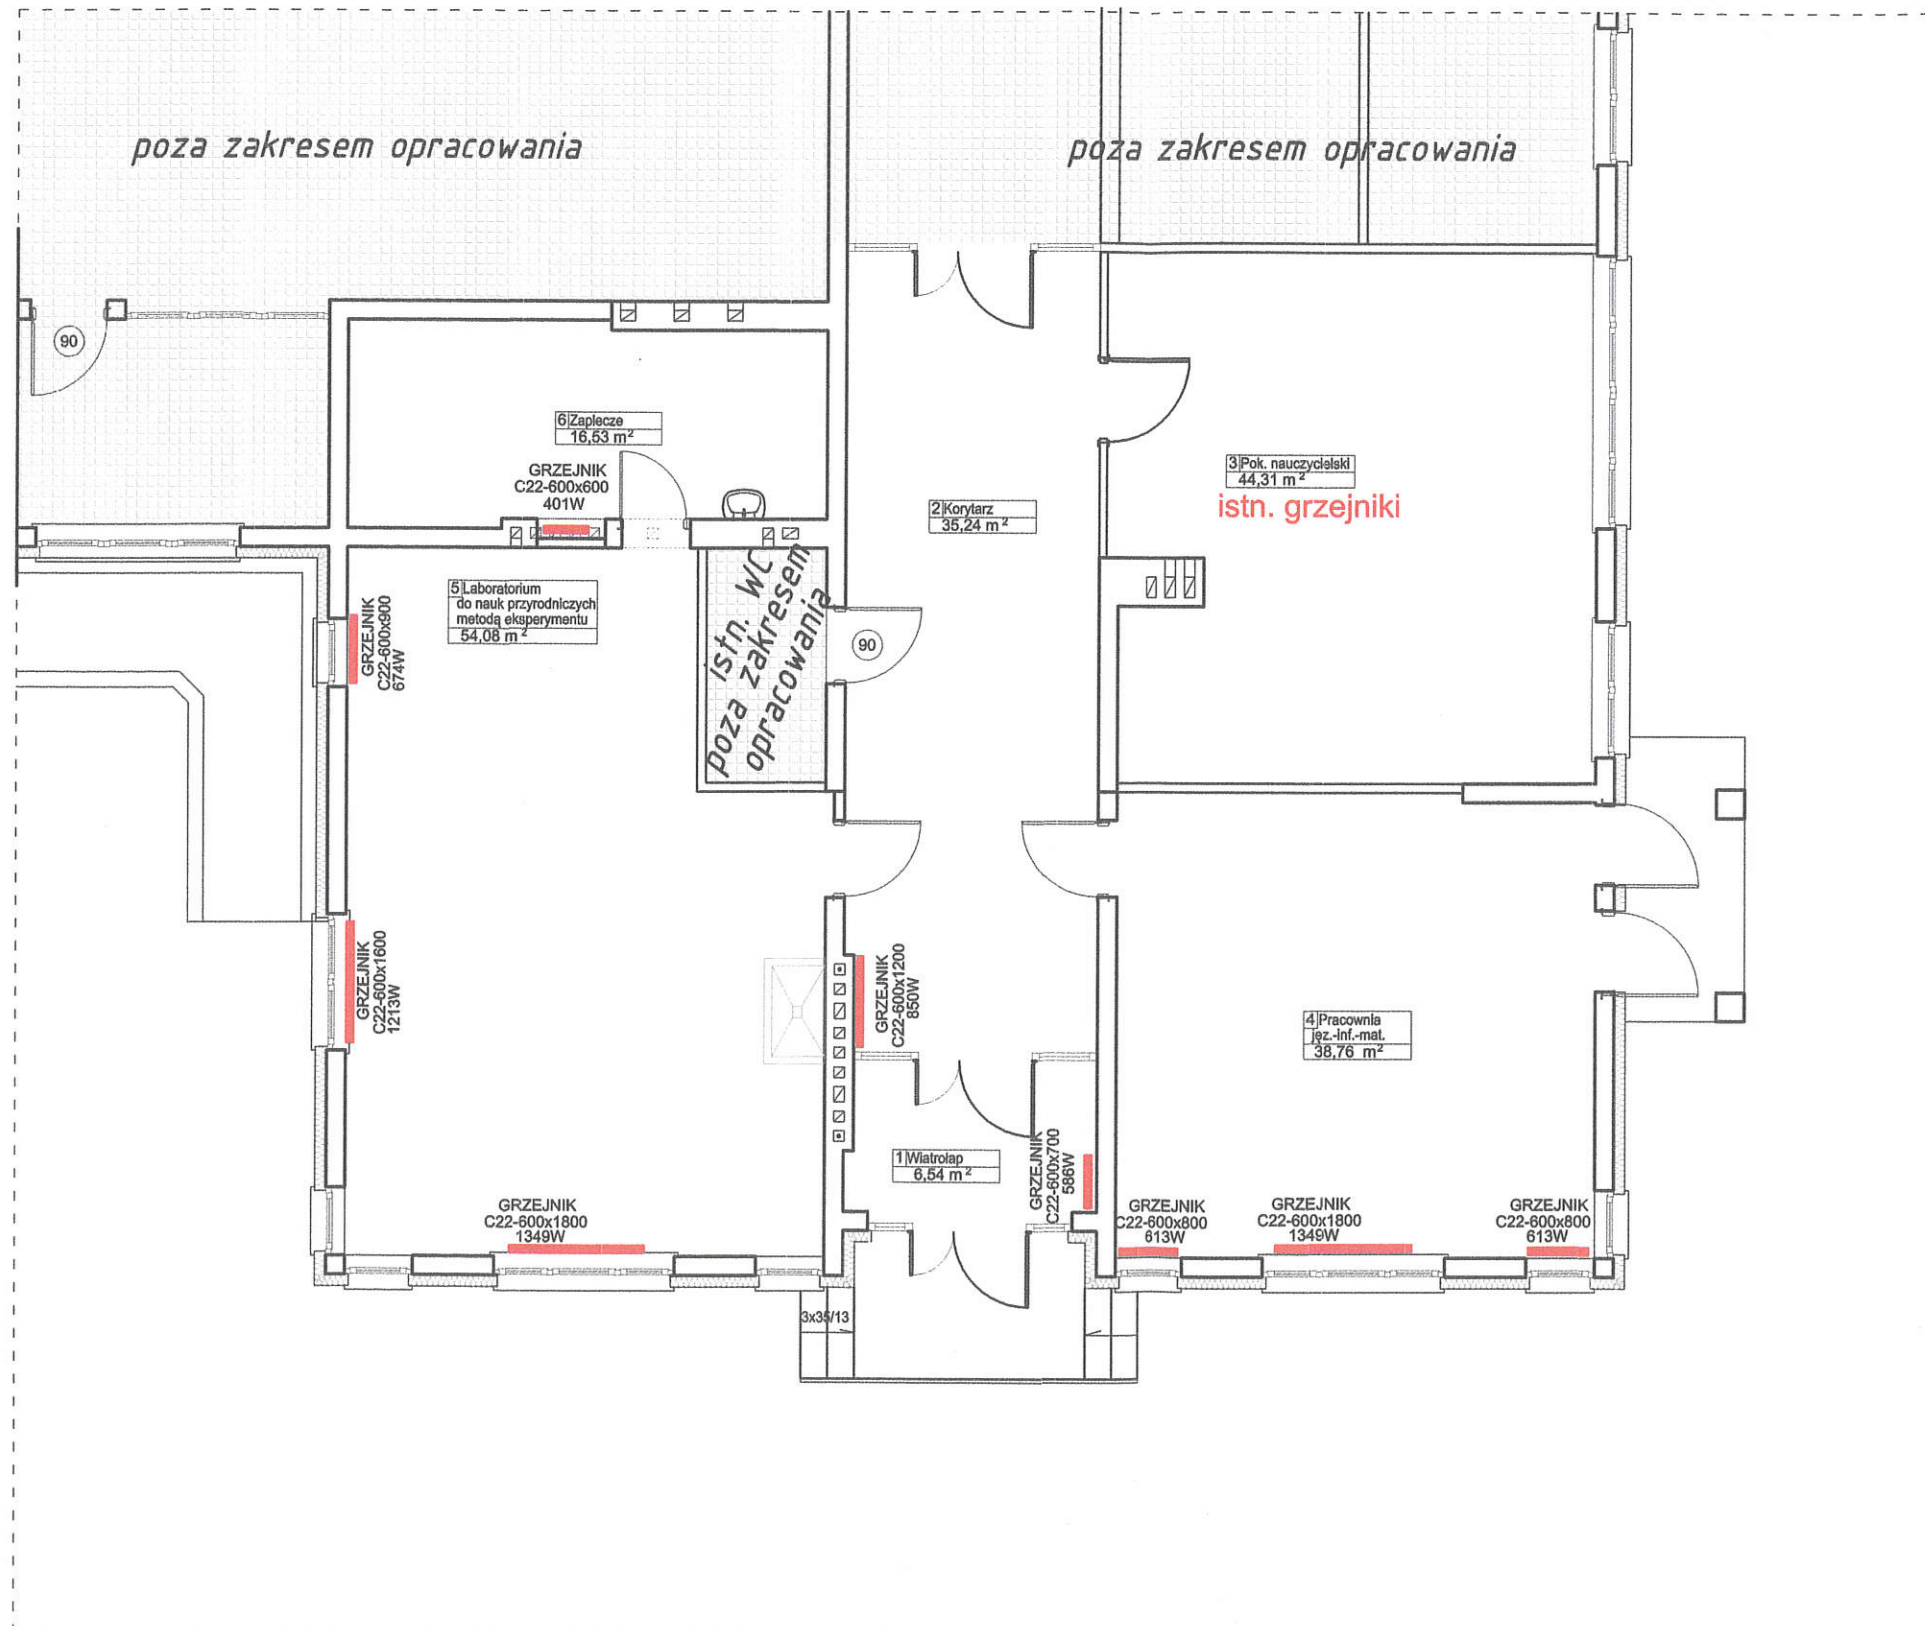 poza zakresem opracowania
poza zakresem opracowania
90
6 Zaplecze
16,53 m²
GRZEJNIK
C22-600x600
401W
3 Pok. nauczycielski
44,31 m²
istn. grzejniki
2 Korytarz
35,24 m²
5 Laboratorium
do nauk przyrodniczych
metodą eksperymentu
54,08 m²
istn. WC
poza zakresem
opracowania
90
GRZEJNIK
C22-600x900
674W
GRZEJNIK
C22-600x1600
1213W
GRZEJNIK
C22-600x1200
850W
4 Pracownia
jęz.-inf.-mat.
38,76 m²
1 Wiatrołap
6,54 m²
GRZEJNIK
C22-600x700
586W
GRZEJNIK
C22-600x1800
1349W
GRZEJNIK
C22-600x800
613W
GRZEJNIK
C22-600x1800
1349W
GRZEJNIK
C22-600x800
613W
3x35/13